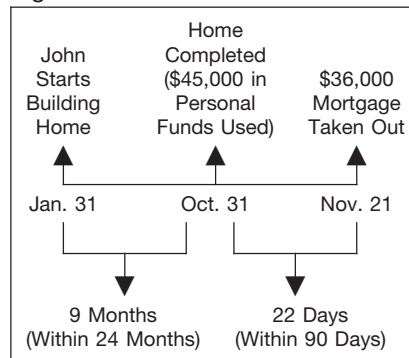 John
Starts
Building
Home
Home
Completed
($45,000 in
Personal
Funds Used)
$36,000
Mortgage
Taken Out
Jan. 31
Oct. 31
Nov. 21
9 Months
(Within 24 Months)
22 Days
(Within 90 Days)